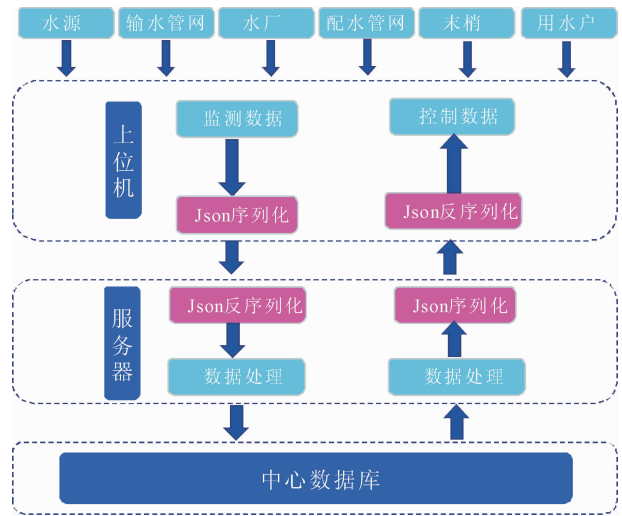 水源
输水管网
水厂
配水管网
末梢
用水户
上位机
监测数据
控制数据
Json序列化
Json反序列化
服务器
Json反序列化
Json序列化
数据处理
数据处理
中心数据库